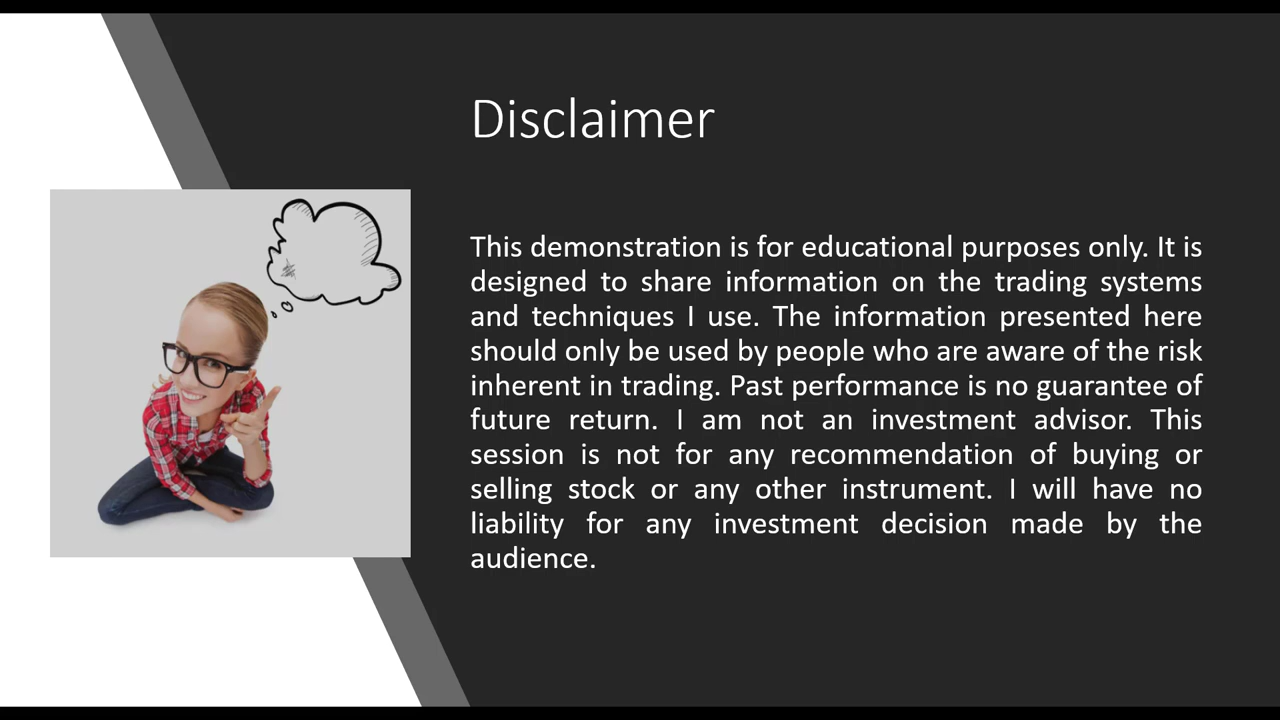 Disclaimer
This demonstration is for educational purposes only. It is
designed to share information on the trading systems
and techniques I use. The information presented here
should only be used by people who are aware of the risk
inherent in trading. Past performance is no guarantee of
future return. I am not an investment advisor. This
session is not for any recommendation of buying or
selling stock or any other instrument. I will have no
liability for any investment decision made by the
audience.